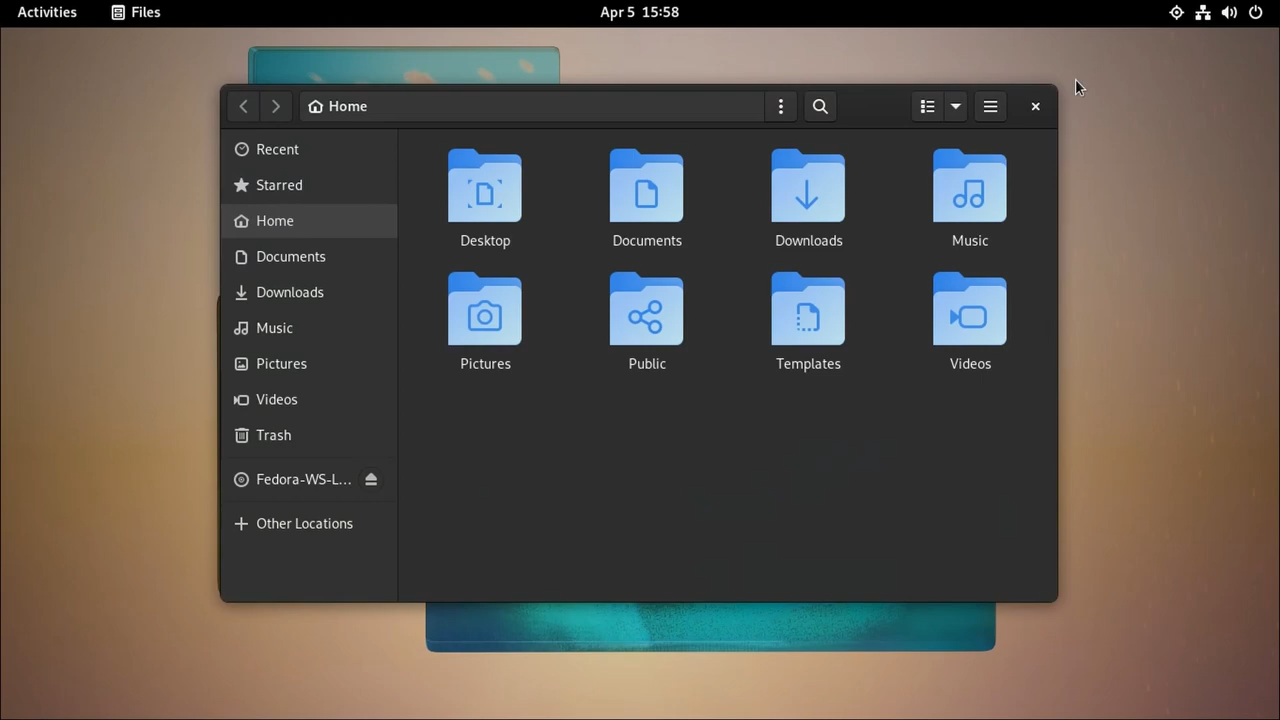 Activities Files Apr 5 15:58
Home
Recent
Starred
Home
Documents
Downloads
Music
Pictures
Videos
Trash
Fedora-WS-L...
Other Locations
Desktop Documents Downloads Music
Pictures Public Templates Videos